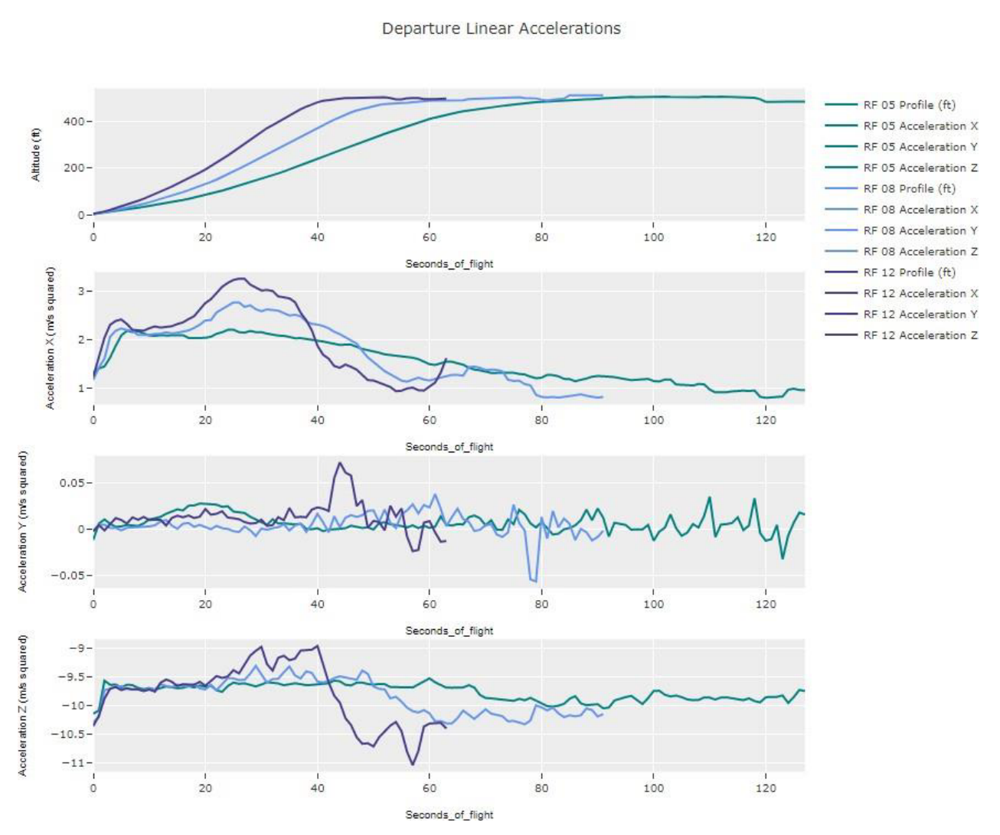 Departure Linear Accelerations
Altitude (ft)
400
200
0
0 20 40 60 80 100 120
Seconds_of_flight
RF 05 Profile (ft)
RF 05 Acceleration X
RF 05 Acceleration Y
RF 05 Acceleration Z
RF 08 Profile (ft)
RF 08 Acceleration X
RF 08 Acceleration Y
RF 08 Acceleration Z
RF 12 Profile (ft)
RF 12 Acceleration X
RF 12 Acceleration Y
RF 12 Acceleration Z
Acceleration X (m/s squared)
3
2
1
0 20 40 60 80 100 120
Seconds_of_flight
Acceleration Y (m/s squared)
0.05
0
−0.05
0 20 40 60 80 100 120
Seconds_of_flight
Acceleration Z (m/s squared)
−9
−9.5
−10
−10.5
−11
0 20 40 60 80 100 120
Seconds_of_flight